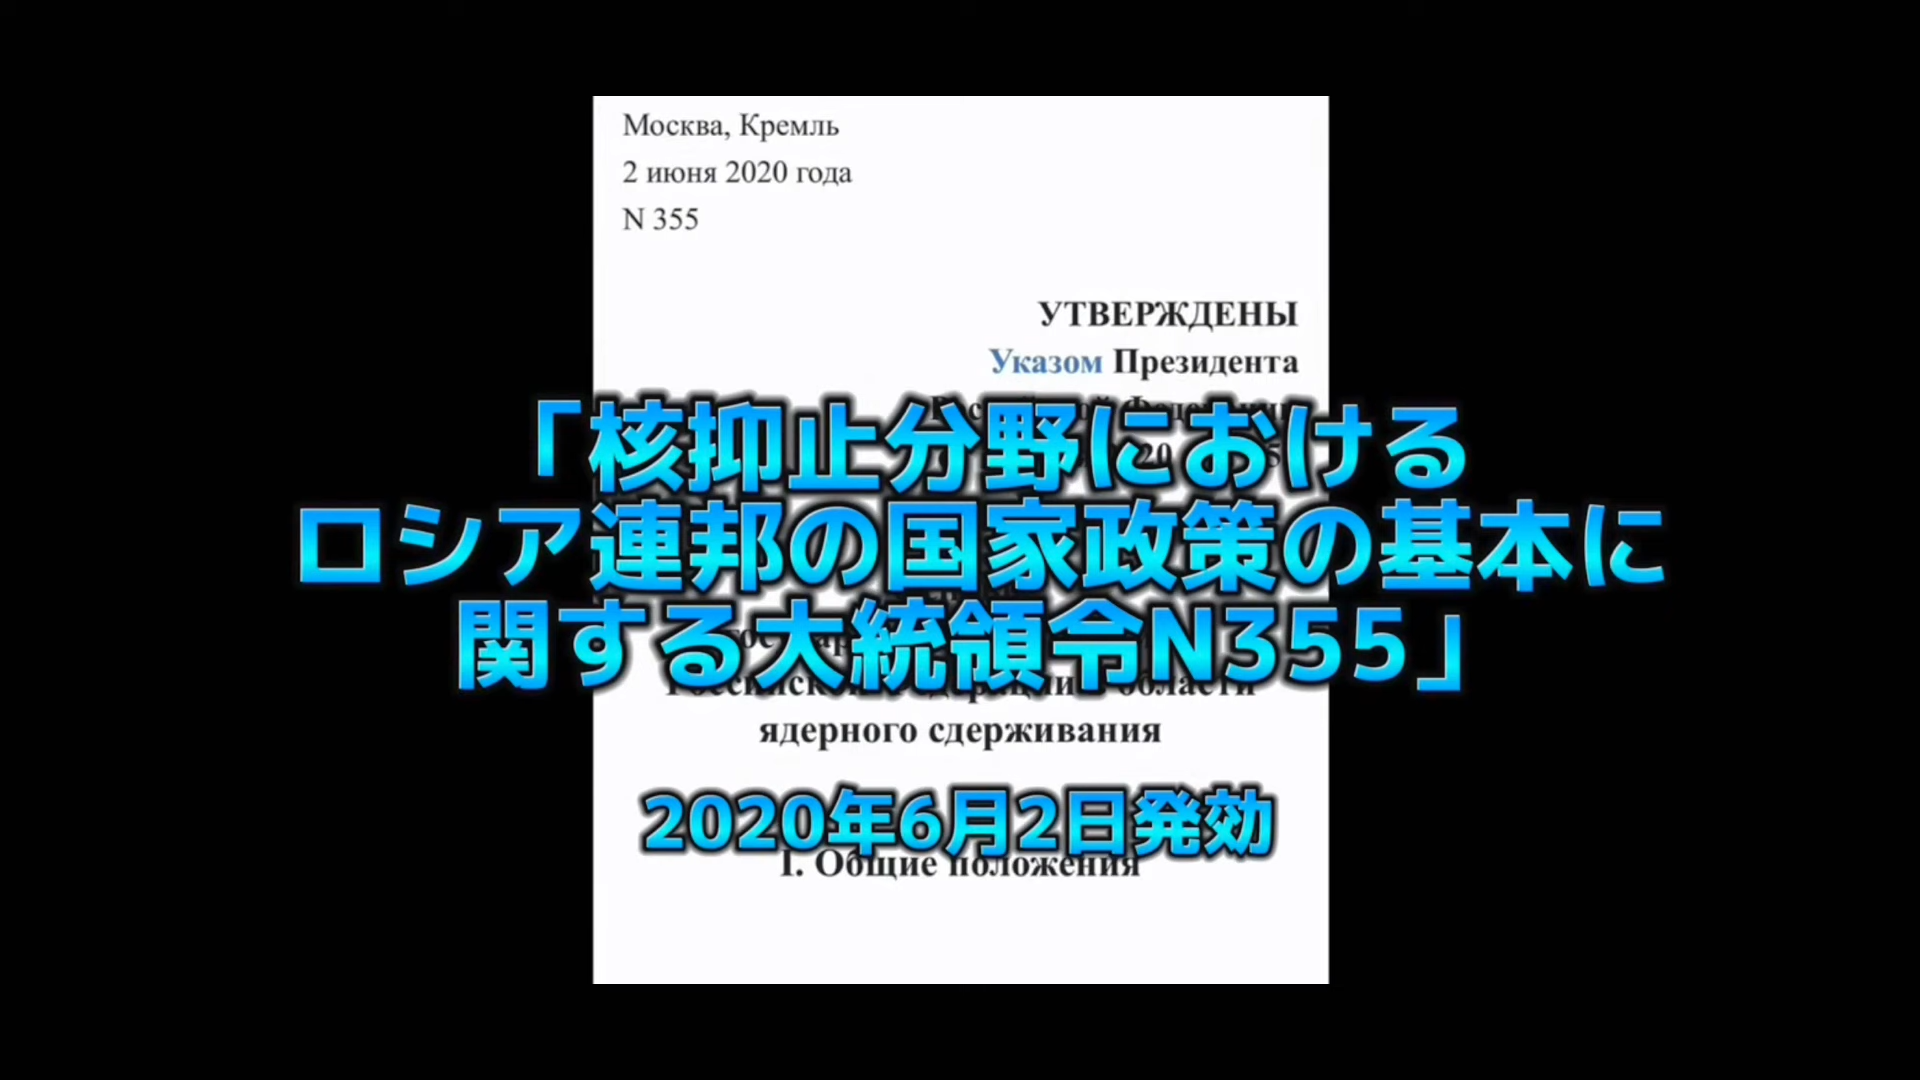 Москва, Кремль
2 июня 2020 года
N 355
УТВЕРЖДЕНЫ
Указом Президента
「核抑止分野における
ロシア連邦の国家政策の基本に
関する大統領令N355」
области
ядерного сдерживания
2020年6月2日発効
I. Общие положения